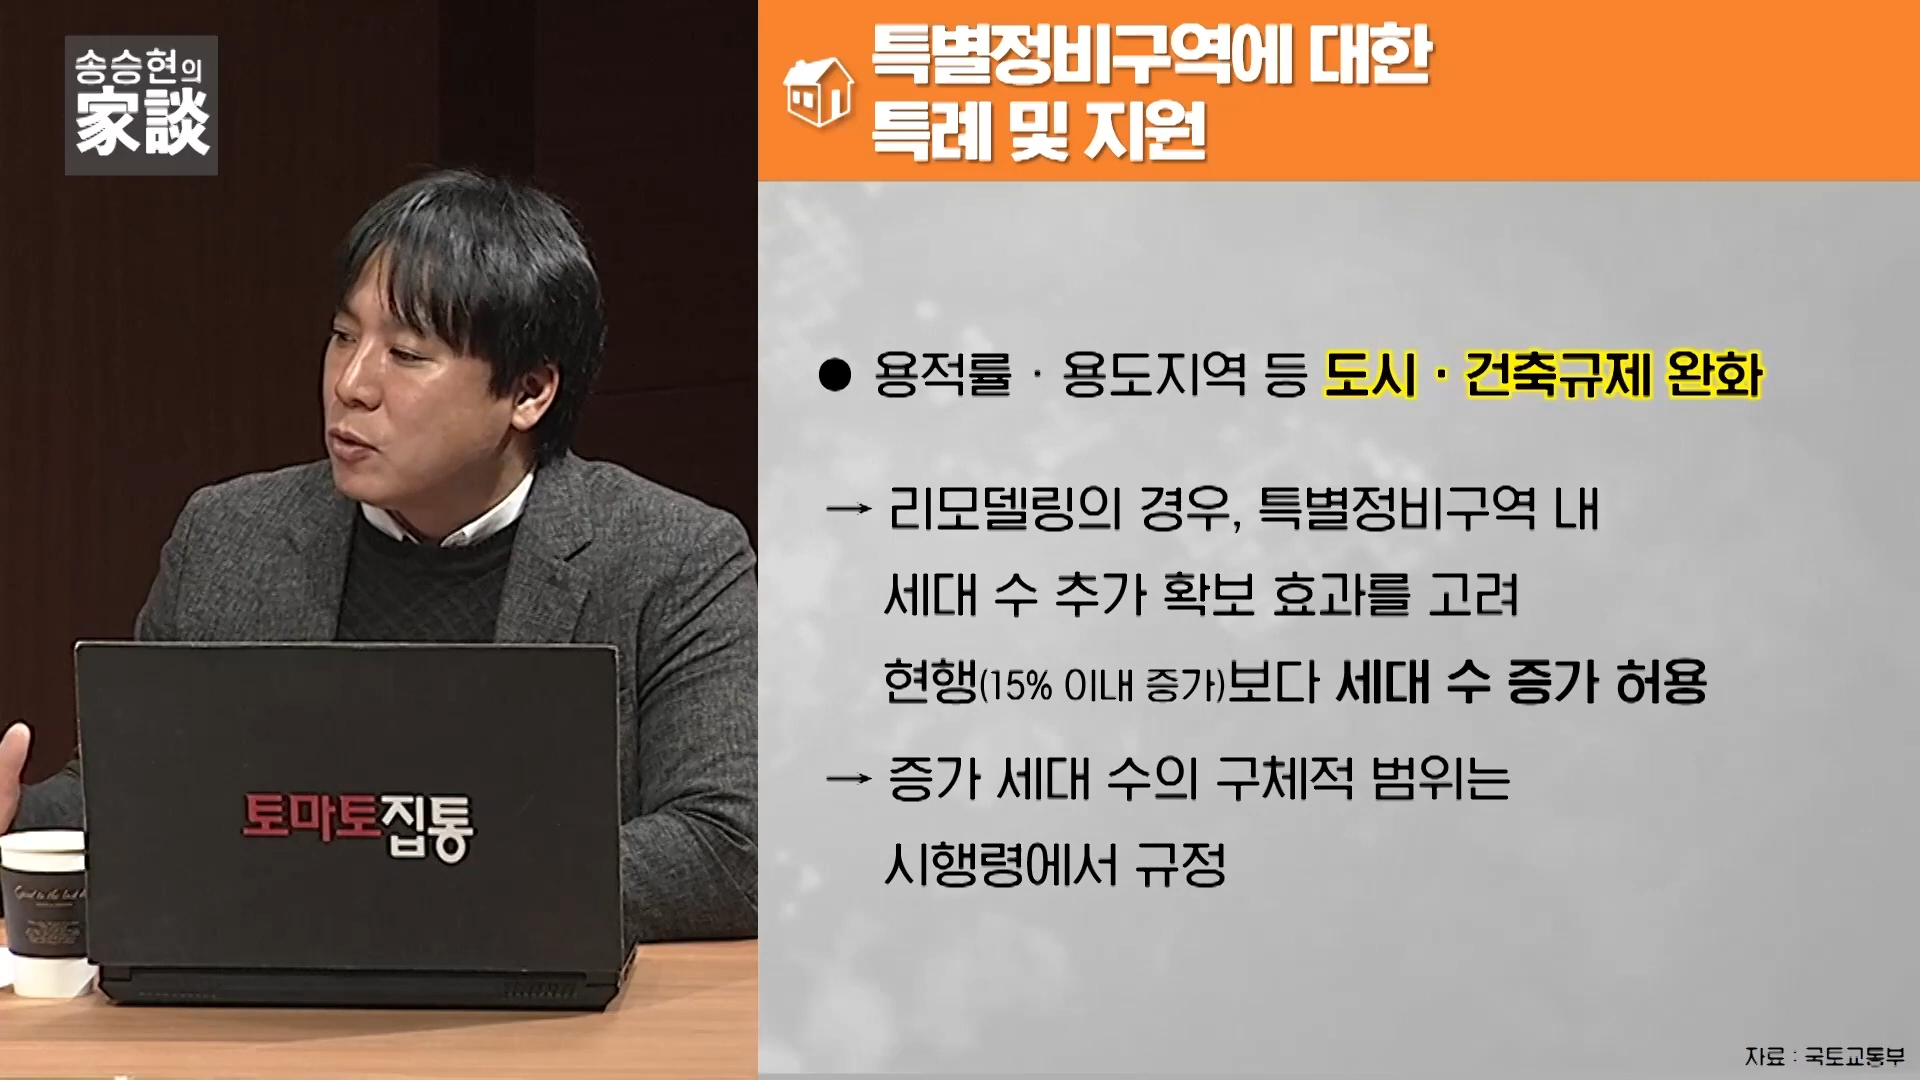 송승현의
家談
특별정비구역에 대한
특례 및 지원
● 용적률 · 용도지역 등 도시 · 건축규제 완화
→ 리모델링의 경우, 특별정비구역 내
세대 수 추가 확보 효과를 고려
현행(15% 이내 증가)보다 세대 수 증가 허용
→ 증가 세대 수의 구체적 범위는
시행령에서 규정
자료 : 국토교통부
토마토집통